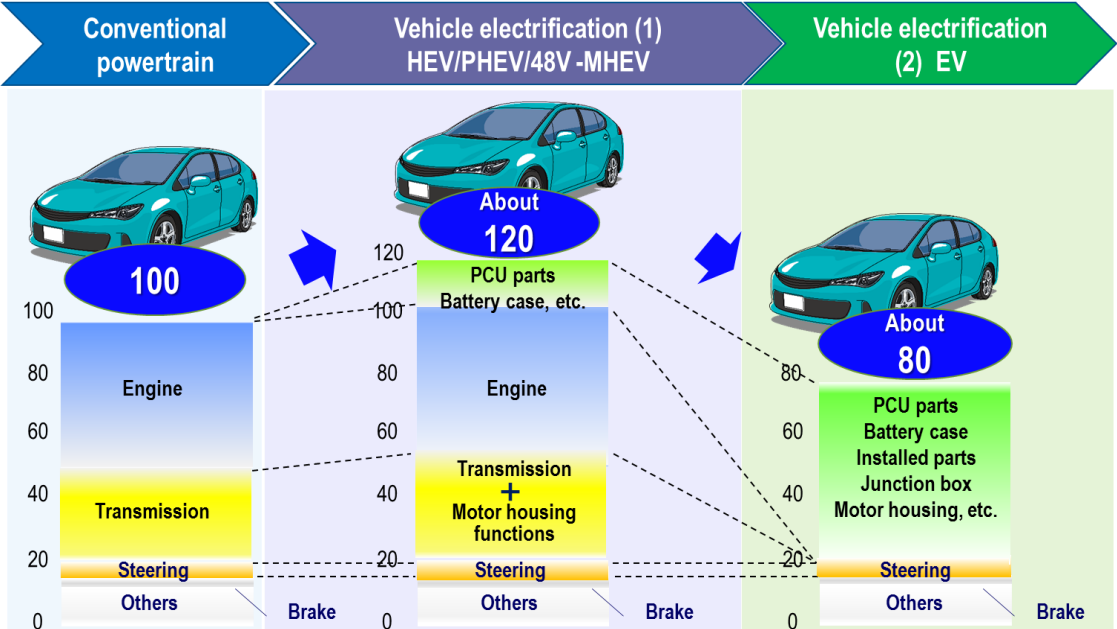 Conventional
powertrain
Vehicle electrification (1)
HEV/PHEV/48V -MHEV
Vehicle electrification
(2) EV
100
100
80
60
40
20
0
Engine
Transmission
Steering
Others
Brake
About
120
120
100
80
60
40
20
0
PCU parts
Battery case, etc.
Engine
Transmission
+
Motor housing
functions
Steering
Others
Brake
About
80
80
60
40
20
0
PCU parts
Battery case
Installed parts
Junction box
Motor housing, etc.
Steering
Others
Brake